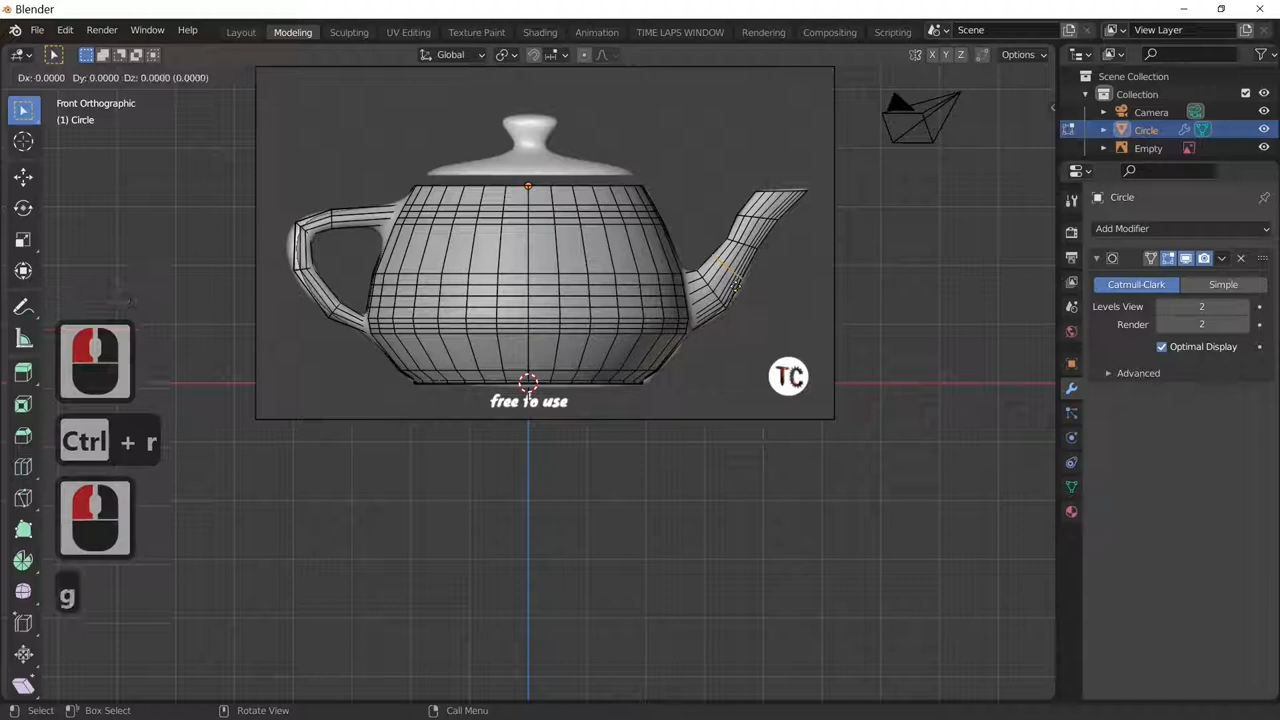 Blender
File Edit Render Window Help
Layout Modeling Sculpting UV Editing Texture Paint Shading Animation TIME LAPS WINDOW Rendering Compositing Scripting
Scene
View Layer
Global
X Y Z
Options
Dx: 0.0000 Dy: 0.0000 Dz: 0.0000 (0.0000)
Front Orthographic
(1) Circle
Scene Collection
Collection
Camera
Circle
Empty
Circle
Add Modifier
Catmull-Clark Simple
Levels View 2
Render 2
Optimal Display
Advanced
TC
free to use
Ctrl + r
g
Select Box Select Rotate View Call Menu